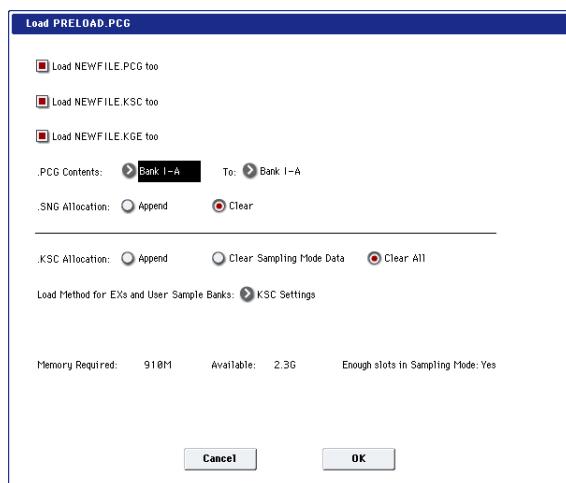 Load PRELOAD.PCG
Load NEWFILE.PCG too
Load NEWFILE.KSC too
Load NEWFILE.KGE too
.PCG Contents: Bank I-A To: Bank I-A
.SNG Allocation: Append Clear
.KSC Allocation: Append Clear Sampling Mode Data Clear All
Load Method for EXs and User Sample Banks: KSC Settings
Memory Required: 910M Available: 2.3G Enough slots in Sampling Mode: Yes
Cancel OK